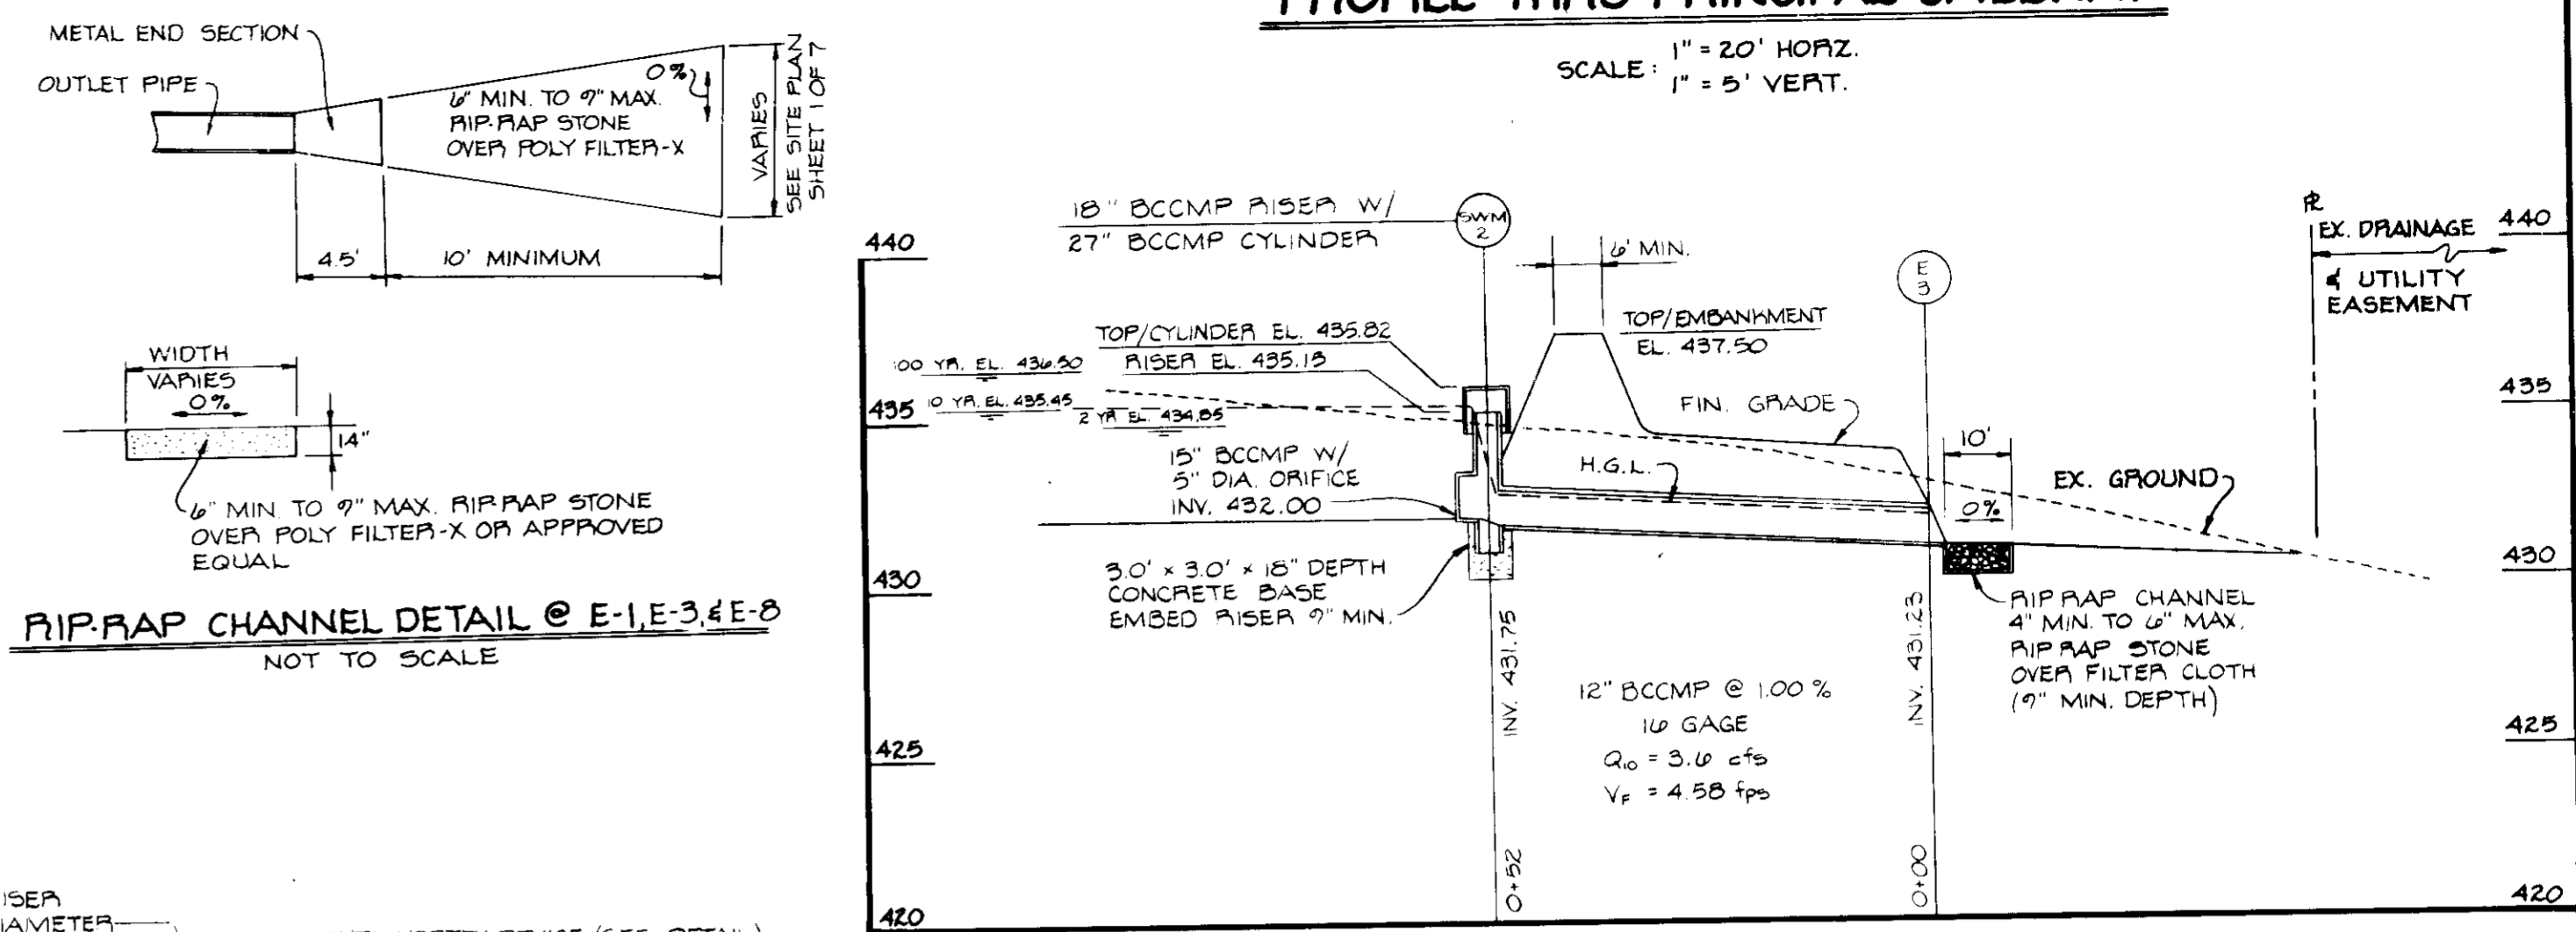 PROFILE THRU PRINCIPAL SPILLWAY
SCALE: 1" = 20' HORZ.
1" = 5' VERT.
METAL END SECTION
OUTLET PIPE
6" MIN. TO 9" MAX.
RIP-RAP STONE
OVER POLY FILTER-X
0%
VARIES
SEE SITE PLAN
SHEET 1 OF 7
4.5'
10' MINIMUM
WIDTH
VARIES
0%
14"
6" MIN. TO 9" MAX. RIP-RAP STONE
OVER POLY FILTER-X OR APPROVED
EQUAL
RIP-RAP CHANNEL DETAIL @ E-1, E-3, & E-8
NOT TO SCALE
ISER
IAMETER
440
435
430
425
420
18" BCCMP RISER W/
27" BCCMP CYLINDER
SWM
2
6' MIN.
TOP/CYLINDER EL. 435.82
RISER EL. 435.13
100 YR. EL. 436.30
10 YR. EL. 435.45
2 YR EL. 434.85
TOP/EMBANKMENT
EL. 437.50
15" BCCMP W/
5" DIA. ORIFICE
INV. 432.00
3.0' x 3.0' x 18" DEPTH
CONCRETE BASE
EMBED RISER 9" MIN.
FIN. GRADE
H.G.L.
E
3
10'
0%
EX. GROUND
EX. DRAINAGE
& UTILITY
EASEMENT
RIP RAP CHANNEL
4" MIN. TO 6" MAX.
RIP RAP STONE
OVER FILTER CLOTH
(9" MIN. DEPTH)
INV. 431.75
INV. 431.23
12" BCCMP @ 1.00 %
16 GAGE
Q10 = 3.6 cfs
VF = 4.58 fps
0+52
0+00
440
435
430
425
420